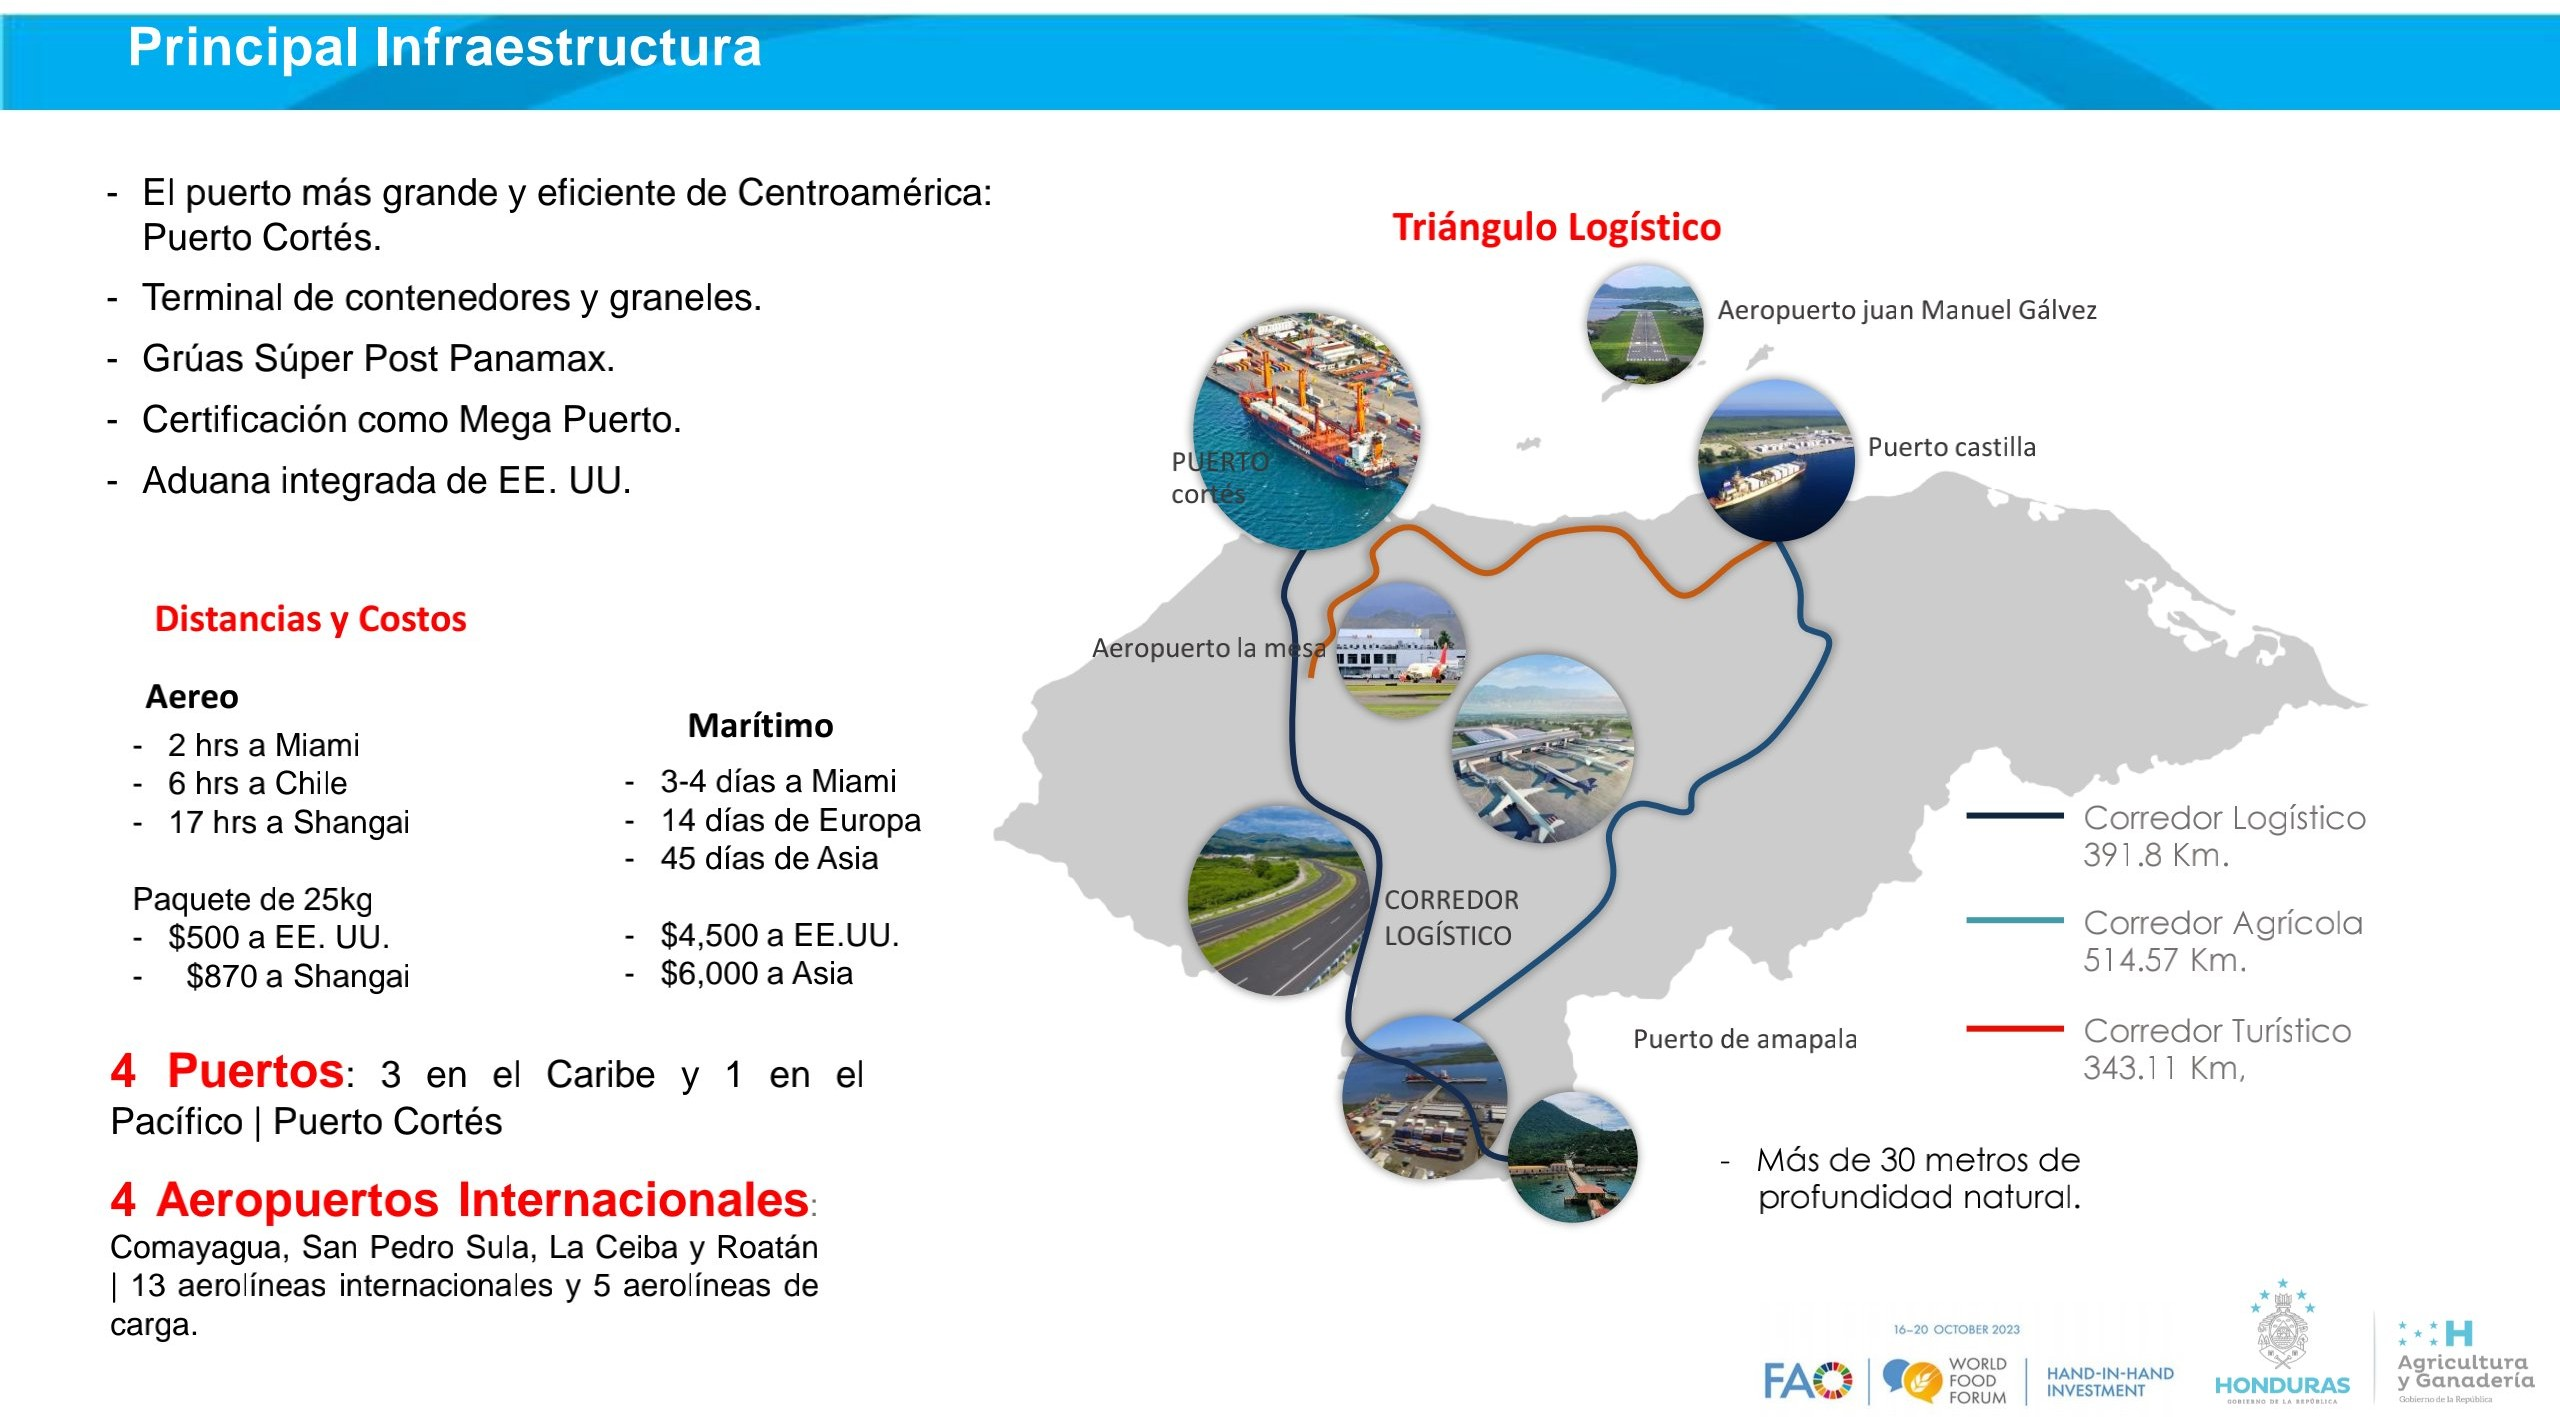 Principal Infraestructura
- El puerto más grande y eficiente de Centroamérica:
Puerto Cortés.
- Terminal de contenedores y graneles.
- Grúas Súper Post Panamax.
- Certificación como Mega Puerto.
- Aduana integrada de EE. UU.
Distancias y Costos
Aereo
- 2 hrs a Miami
- 6 hrs a Chile
- 17 hrs a Shangai
Paquete de 25kg
- $500 a EE. UU.
- $870 a Shangai
Marítimo
- 3-4 días a Miami
- 14 días de Europa
- 45 días de Asia
- $4,500 a EE.UU.
- $6,000 a Asia
4 Puertos: 3 en el Caribe y 1 en el
Pacífico | Puerto Cortés
4 Aeropuertos Internacionales:
Comayagua, San Pedro Sula, La Ceiba y Roatán
| 13 aerolíneas internacionales y 5 aerolíneas de
carga.
Triángulo Logístico
Aeropuerto juan Manuel Gálvez
PUERTO
cortés
Puerto castilla
Aeropuerto la mesa
CORREDOR
LOGÍSTICO
Puerto de amapala
Corredor Logístico
391.8 Km.
Corredor Agrícola
514.57 Km.
Corredor Turístico
343.11 Km,
- Más de 30 metros de
profundidad natural.
16–20 OCTOBER 2023
FAO
WORLD
FOOD
FORUM
HAND-IN-HAND
INVESTMENT
HONDURAS
GOBIERNO DE LA REPÚBLICA
H
Agricultura
y Ganadería
Gobierno de la República